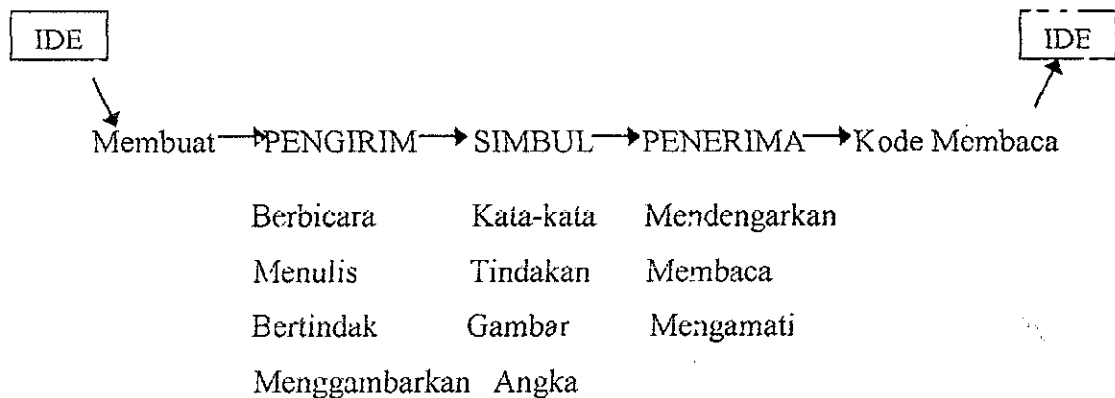 IDE IDE
Membuat PENGIRIM SIMBUL PENERIMA Kode Membaca
Berbicara Kata-kata Mendengarkan
Menulis Tindakan Membaca
Bertindak Gambar Mengamati
Menggambarkan Angka